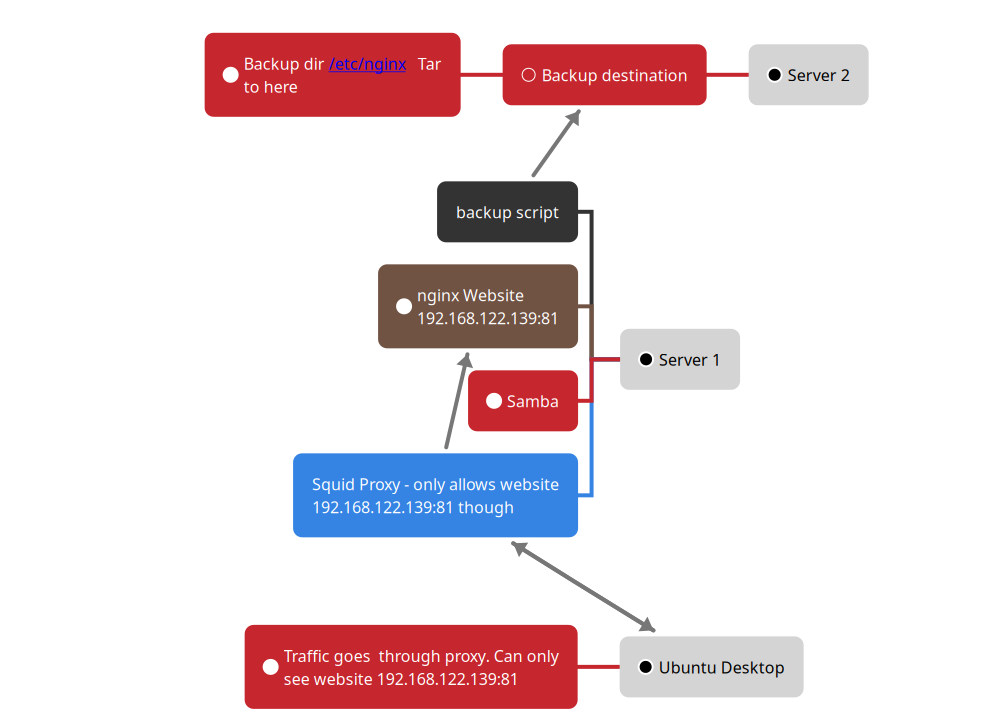 Backup dir /etc/nginx Tar
to here
Backup destination
Server 2
backup script
nginx Website
192.168.122.139:81
Server 1
Samba
Squid Proxy - only allows website
192.168.122.139:81 though
Traffic goes through proxy. Can only
see website 192.168.122.139:81
Ubuntu Desktop